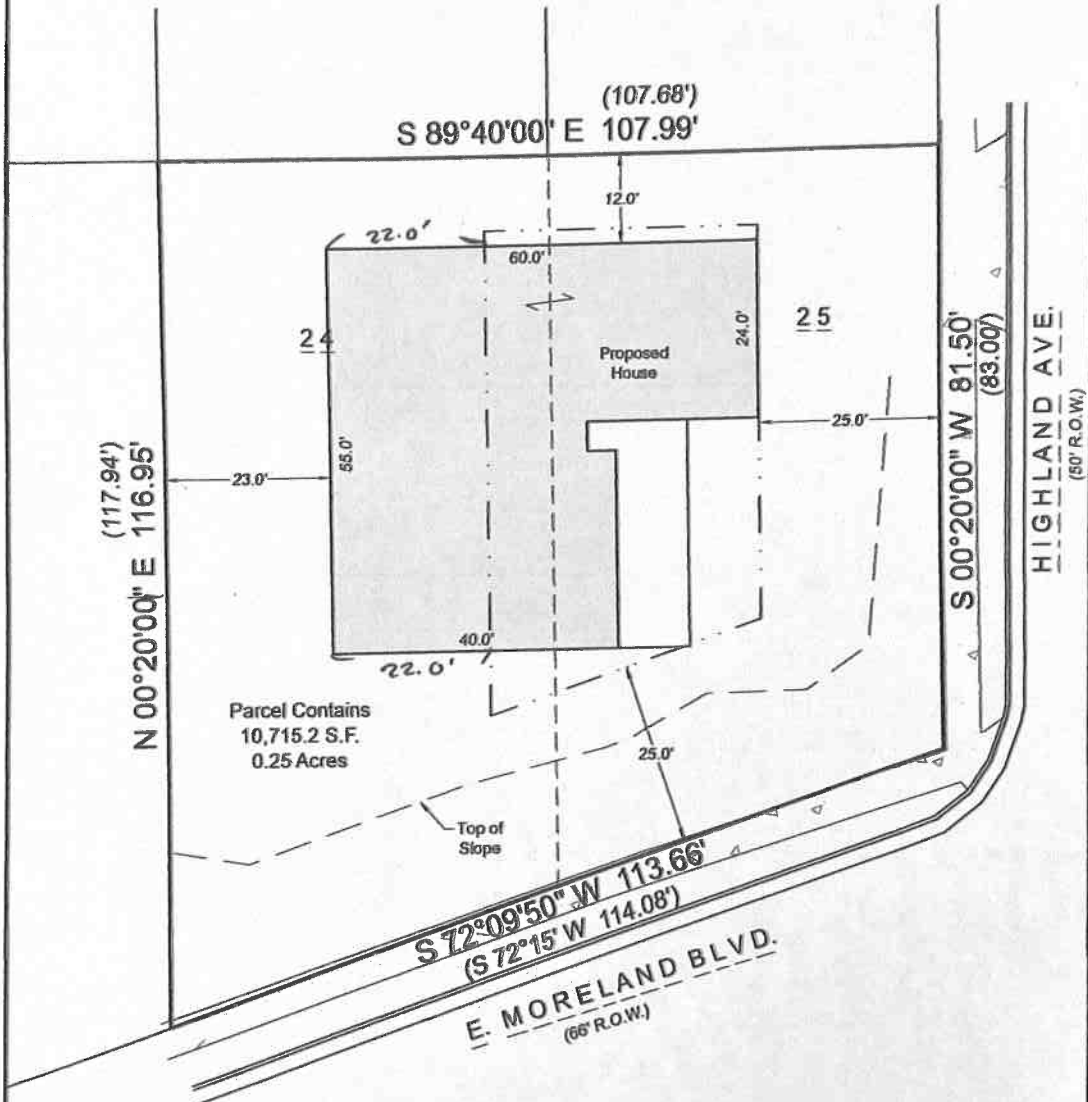 (107.68')
S 89°40'00" E 107.99'
12.0'
22.0'
60.0'
24
25
24.0'
Proposed
House
25.0'
55.0'
23.0'
(117.94')
N 00°20'00" E 116.95'
S 00°20'00" W 81.50'
(83.00')
HIGHLAND AVE.
(50' R.O.W.)
40.0'
22.0'
Parcel Contains
10,715.2 S.F.
0.25 Acres
25.0'
Top of
Slope
S 72°09'50" W 113.66'
(S 72°15' W 114.08')
E. MORELAND BLVD.
(66' R.O.W.)